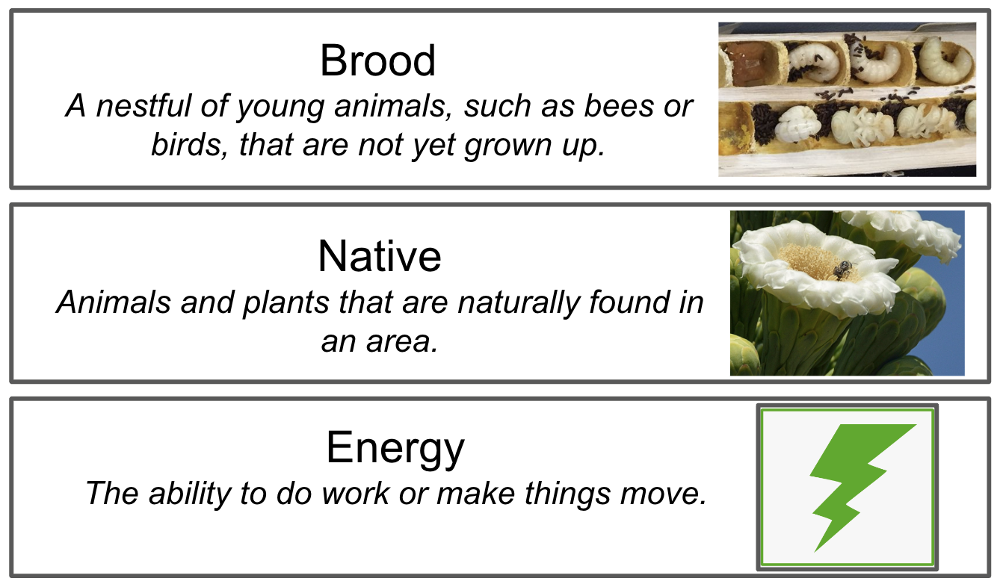 Brood
A nestful of young animals, such as bees or
birds, that are not yet grown up.
Native
Animals and plants that are naturally found in
an area.
Energy
The ability to do work or make things move.